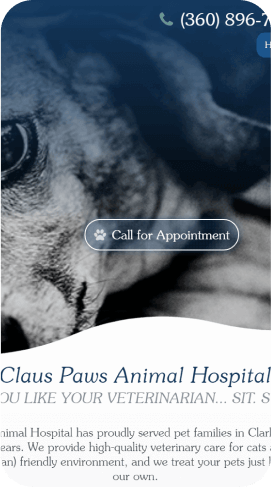 (360) 896-7
H
Call for Appointment
Claus Paws Animal Hospital
OU LIKE YOUR VETERINARIAN... SIT. S
nimal Hospital has proudly served pet families in Clar
ears. We provide high-quality veterinary care for cats
an) friendly environment, and we treat your pets just
our own.